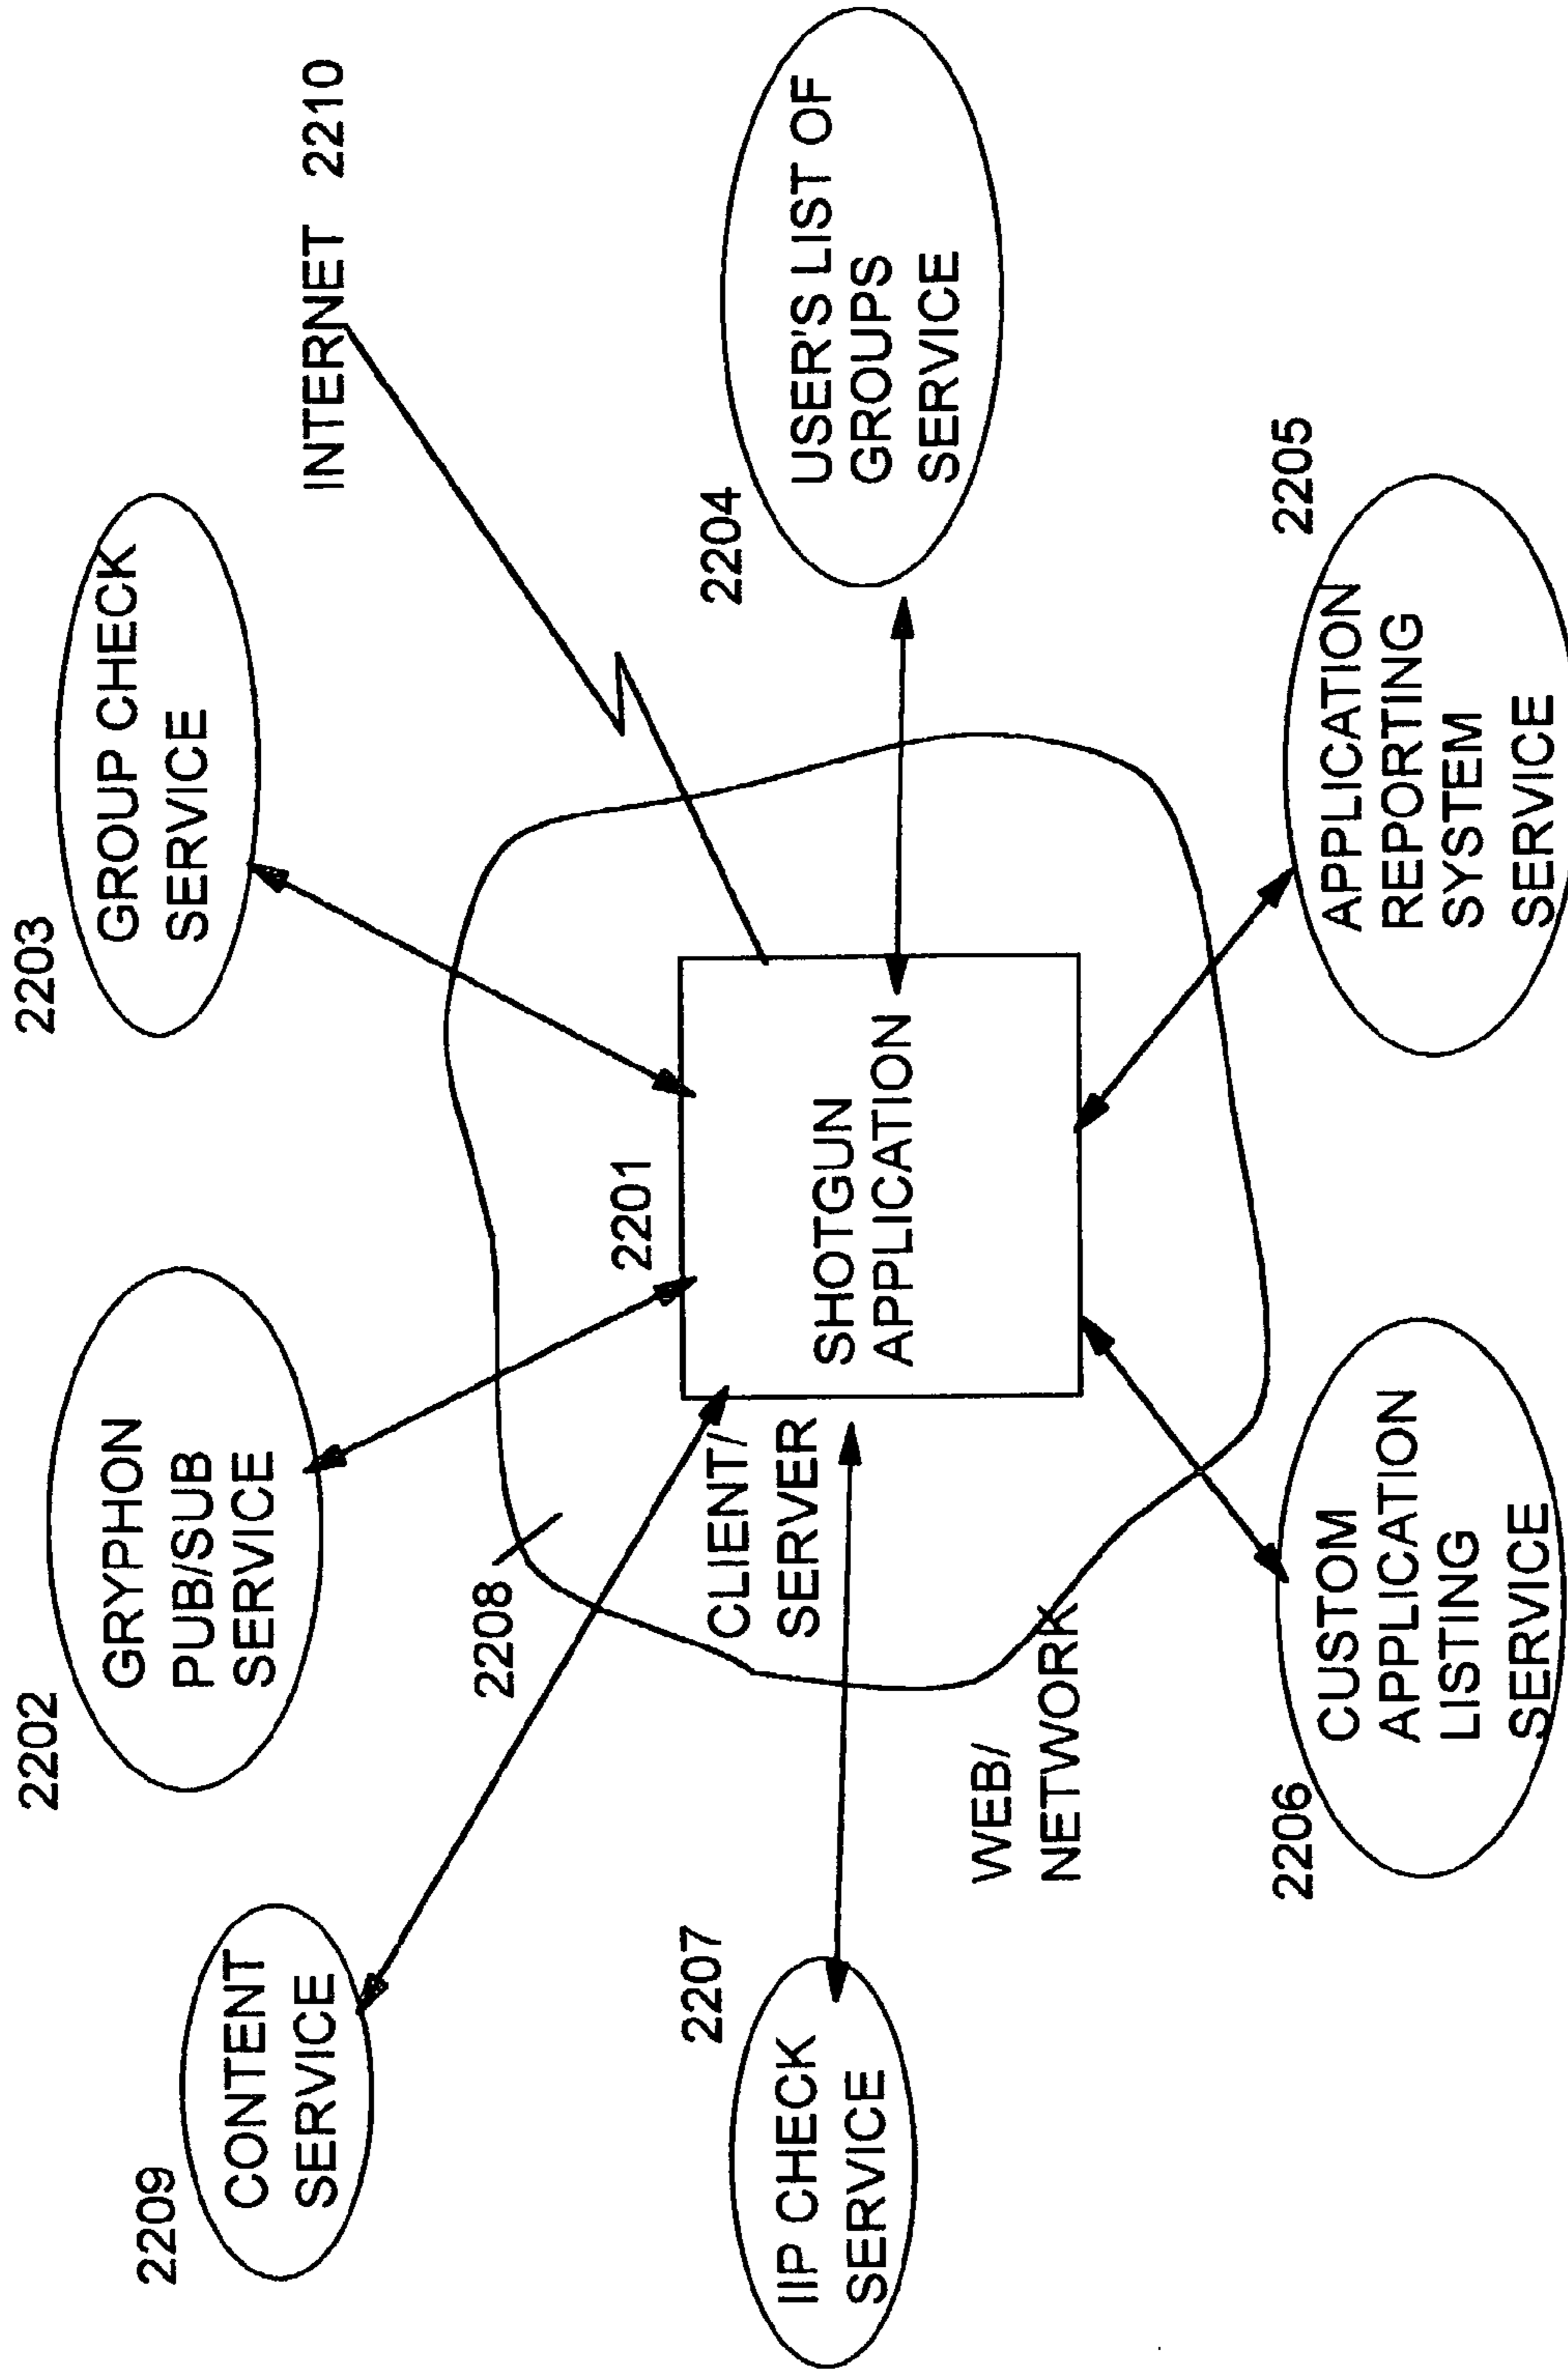 2202
GRYPHON
PUB/SUB
SERVICE
2203
GROUP CHECK
SERVICE
INTERNET 2210
2209
CONTENT
SERVICE
2208
2201
SHOTGUN
APPLICATION
CLIENT/
SERVER
2204
USER'S LIST OF
GROUPS
SERVICE
2207
IIP CHECK
SERVICE
WEB/
NETWORK
2206
CUSTOM
APPLICATION
LISTING
SERVICE
2205
APPLICATION
REPORTING
SYSTEM
SERVICE